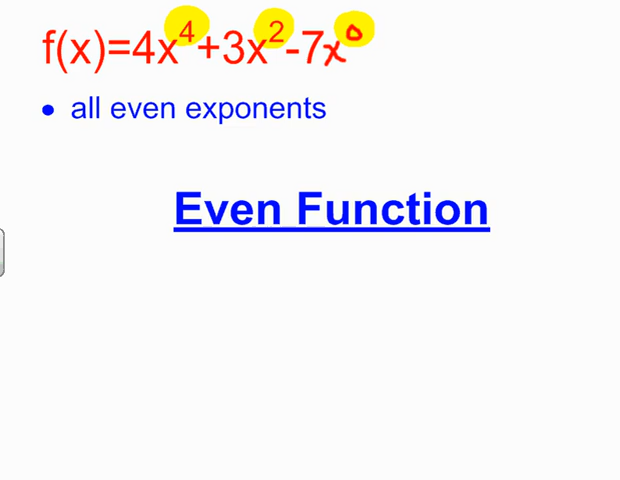 f(x)=4x⁴+3x²-7x⁰
• all even exponents
Even Function